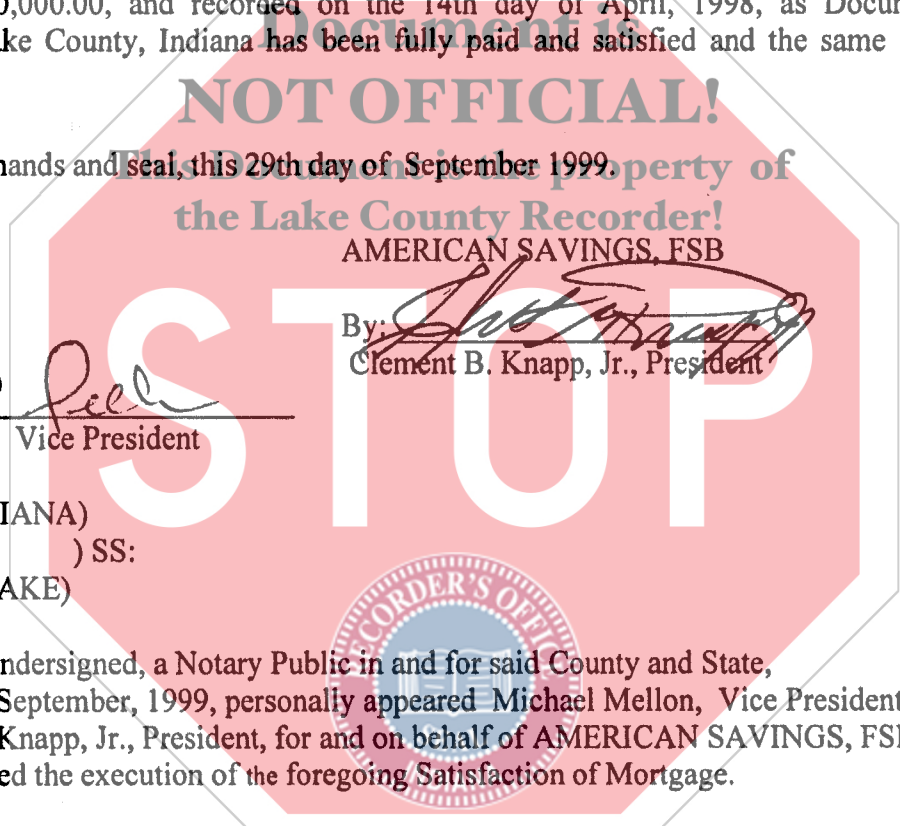 0,000.00, and recorded on the 14th day of April, 1998, as Docu
Document is
ke County, Indiana has been fully paid and satisfied and the same
NOT OFFICIAL!
hands and seal, this 29th day of September 1999.
This Document is the property of
the Lake County Recorder!
AMERICAN SAVINGS, FSB
STOP
By:
Clement B. Knapp, Jr., President
)
Vice President
IANA)
) SS:
AKE)
RECORDER'S OFFICE
ndersigned, a Notary Public in and for said County and State,
September, 1999, personally appeared Michael Mellon, Vice President
Knapp, Jr., President, for and on behalf of AMERICAN SAVINGS, FSB
ed the execution of the foregoing Satisfaction of Mortgage.